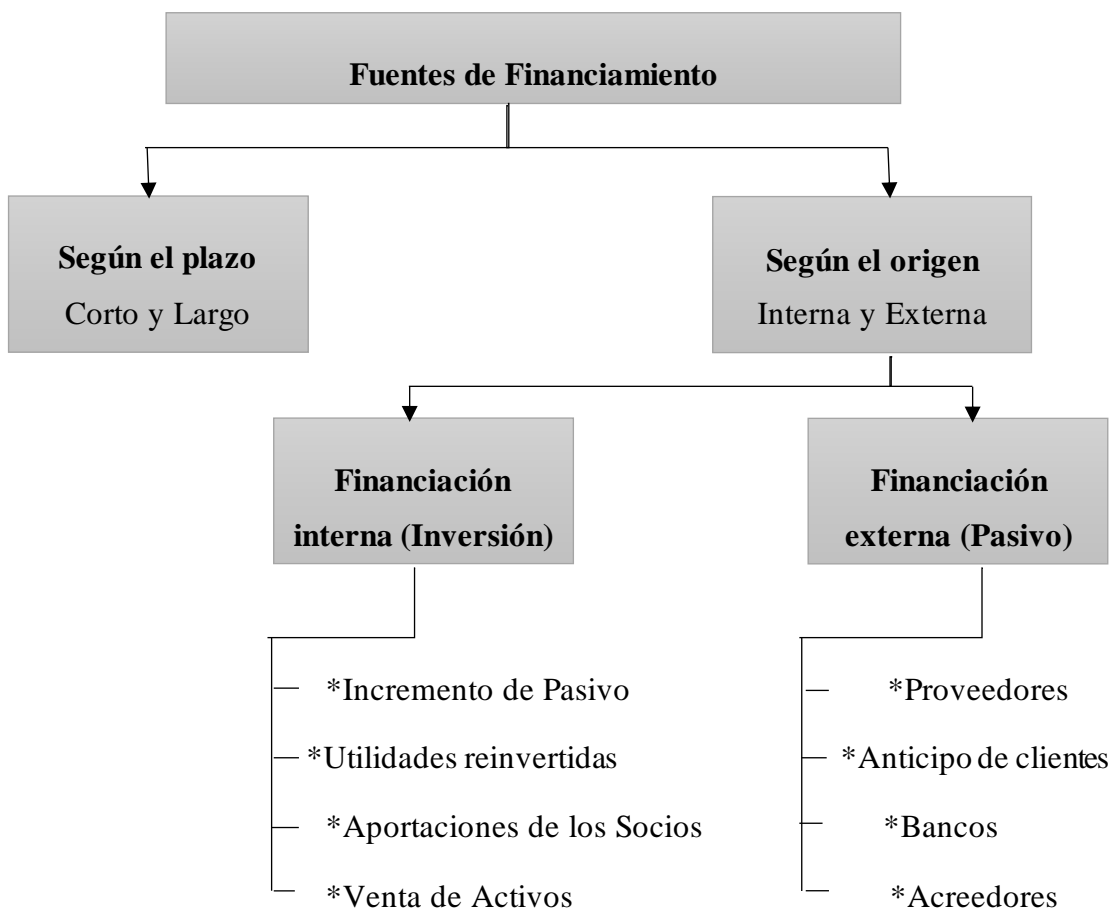 Fuentes de Financiamiento
Según el plazo
Corto y Largo
Según el origen
Interna y Externa
Financiación
interna (Inversión)
Financiación
externa (Pasivo)
*Incremento de Pasivo
*Utilidades reinvertidas
*Aportaciones de los Socios
*Venta de Activos
*Proveedores
*Anticipo de clientes
*Bancos
*Acreedores